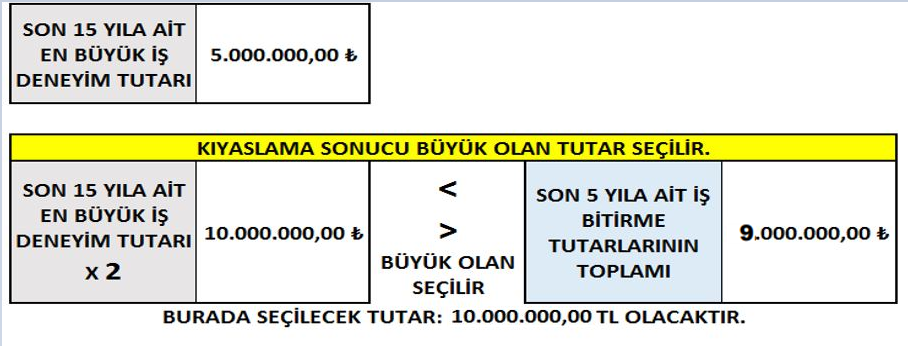 SON 15 YILA AİT
EN BÜYÜK İŞ
DENEYİM TUTARI
5.000.000,00 ₺
KIYASLAMA SONUCU BÜYÜK OLAN TUTAR SEÇİLİR.
SON 15 YILA AİT
EN BÜYÜK İŞ
DENEYİM TUTARI
x 2
10.000.000,00 ₺
<
>
BÜYÜK OLAN
SEÇİLİR
SON 5 YILA AİT İŞ
BİTİRME
TUTARLARININ
TOPLAMI
9.000.000,00 ₺
BURADA SEÇİLECEK TUTAR: 10.000.000,00 TL OLACAKTIR.